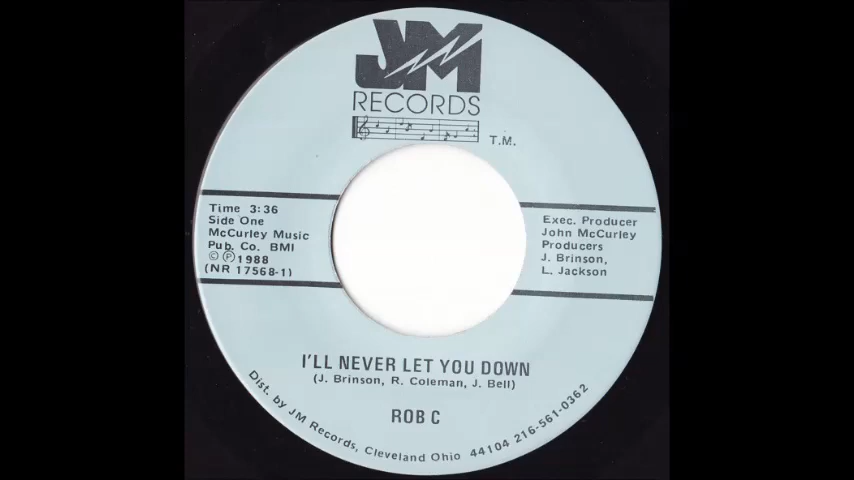 JM
RECORDS
T.M.
Time 3:36
Side One
McCurley Music
Pub. Co. BMI
© ℗ 1988
(NR 17568-1)
Exec. Producer
John McCurley
Producers
J. Brinson,
L. Jackson
I'LL NEVER LET YOU DOWN
(J. Brinson, R. Coleman, J. Bell)
ROB C
Dist. by JM Records, Cleveland Ohio 44104 216-561-0362